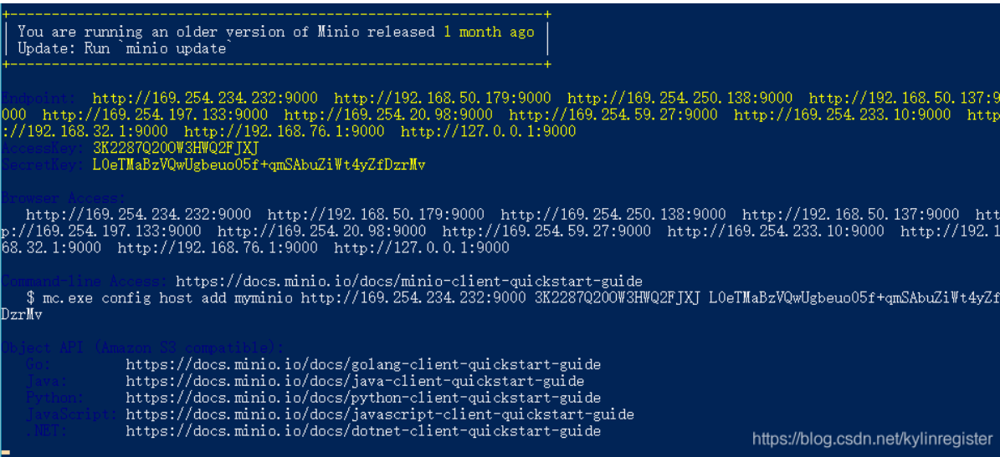 You are running an older version of Minio released 1 month ago
Update: Run `minio update`
Endpoint:  http://169.254.234.232:9000  http://192.168.50.179:9000  http://169.254.250.138:9000  http://192.168.50.137:9
000  http://169.254.197.133:9000  http://169.254.20.98:9000  http://169.254.59.27:9000  http://169.254.233.10:9000  http
://192.168.32.1:9000  http://192.168.76.1:9000  http://127.0.0.1:9000
AccessKey: 3K2287Q20OW3HWQ2FJXJ
SecretKey: L0eTMaBzVQwUgbeuo05f+qmSAbuZiWt4yZfDzrMv
Browser Access:
http://169.254.234.232:9000  http://192.168.50.179:9000  http://169.254.250.138:9000  http://192.168.50.137:9000  htt
p://169.254.197.133:9000  http://169.254.20.98:9000  http://169.254.59.27:9000  http://169.254.233.10:9000  http://192.1
68.32.1:9000  http://192.168.76.1:9000  http://127.0.0.1:9000
Command-line Access: https://docs.minio.io/docs/minio-client-quickstart-guide
$ mc.exe config host add myminio http://169.254.234.232:9000 3K2287Q20OW3HWQ2FJXJ L0eTMaBzVQwUgbeuo05f+qmSAbuZiWt4yZf
DzrMv
Object API (Amazon S3 compatible):
Go:         https://docs.minio.io/docs/golang-client-quickstart-guide
Java:       https://docs.minio.io/docs/java-client-quickstart-guide
Python:     https://docs.minio.io/docs/python-client-quickstart-guide
JavaScript: https://docs.minio.io/docs/javascript-client-quickstart-guide
.NET:       https://docs.minio.io/docs/dotnet-client-quickstart-guide
https://blog.csdn.net/kylinregister